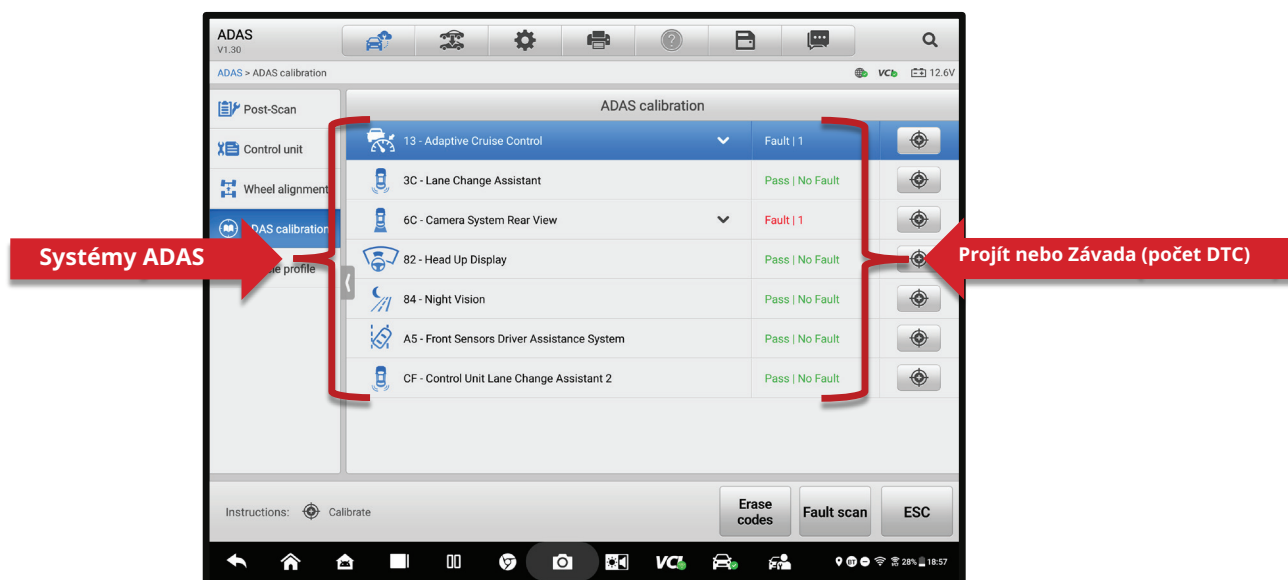 ADAS
V1.30
ADAS > ADAS calibration
VCI 12.6V
Post-Scan
Control unit
Wheel alignment
ADAS calibration
profile
ADAS calibration
13 - Adaptive Cruise Control Fault | 1
3C - Lane Change Assistant Pass | No Fault
6C - Camera System Rear View Fault | 1
82 - Head Up Display Pass | No Fault
84 - Night Vision Pass | No Fault
A5 - Front Sensors Driver Assistance System Pass | No Fault
CF - Control Unit Lane Change Assistant 2 Pass | No Fault
Systémy ADAS
Projít nebo Závada (počet DTC)
Instructions: Calibrate
Erase codes
Fault scan
ESC
VCI
BT 28% 18:57